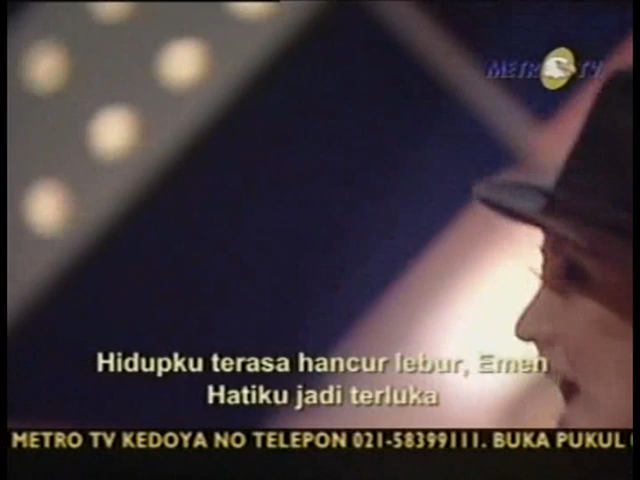 METRO TV
Hidupku terasa hancur lebur, Emen
Hatiku jadi terluka
METRO TV KEDOYA NO TELEPON 021-58399111. BUKA PUKUL